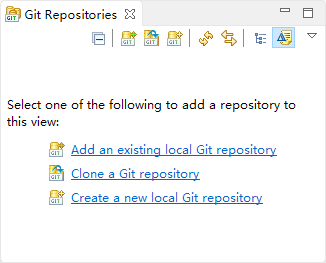 Git Repositories
Select one of the following to add a repository to
this view:
Add an existing local Git repository
Clone a Git repository
Create a new local Git repository